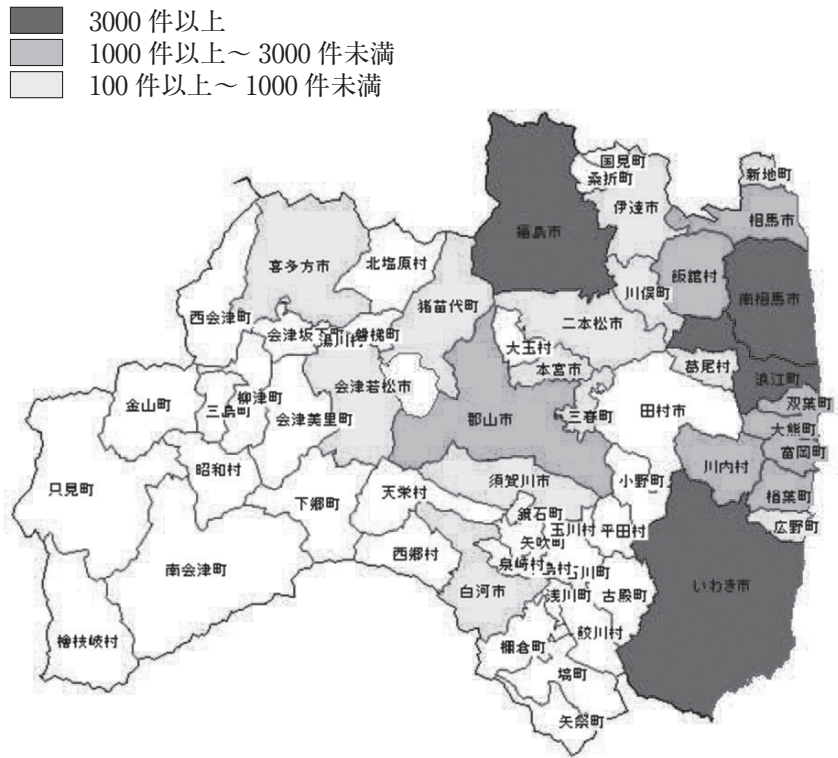 3000 件以上
1000 件以上～ 3000 件未満
100 件以上～ 1000 件未満
国見町
桑折町
新地町
伊達市
相馬市
福島市
喜多方市
北塩原村
飯舘村
川俣町
南相馬市
猪苗代町
西会津町
二本松市
会津坂下町
湯川村
磐梯町
大玉村
本宮市
葛尾村
浪江町
会津若松市
柳津町
金山町
三島町
会津美里町
郡山市
三春町
田村市
双葉町
大熊町
富岡町
昭和村
川内村
只見町
下郷町
天栄村
須賀川市
小野町
楢葉町
鏡石町
玉川村
平田村
広野町
矢吹町
西郷村
泉崎村
島村
川町
南会津町
白河市
浅川町
古殿町
いわき市
檜枝岐村
棚倉町
鮫川村
塙町
矢祭町